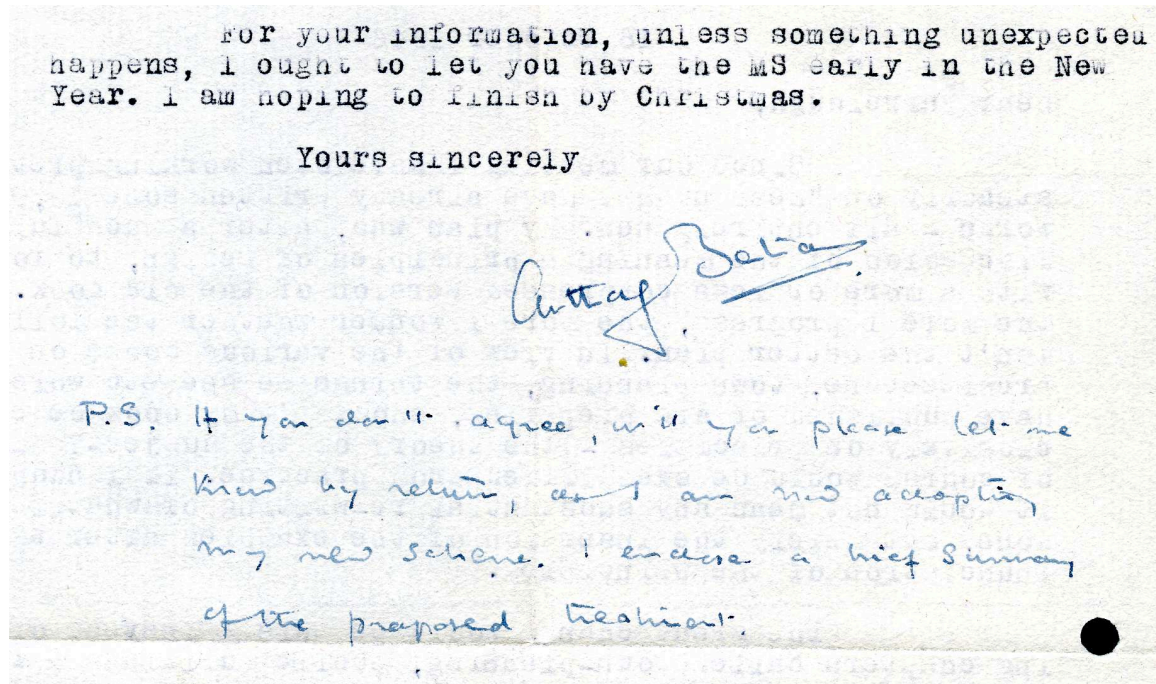 For your information, unless something unexpected
happens, I ought to let you have the MS early in the New
Year. I am hoping to finish by Christmas.
Yours sincerely
P.S. If you don't agree, will you please let me
know by return as I am now adopting
my new scheme. I enclose a brief Summary
of the proposed treatment.